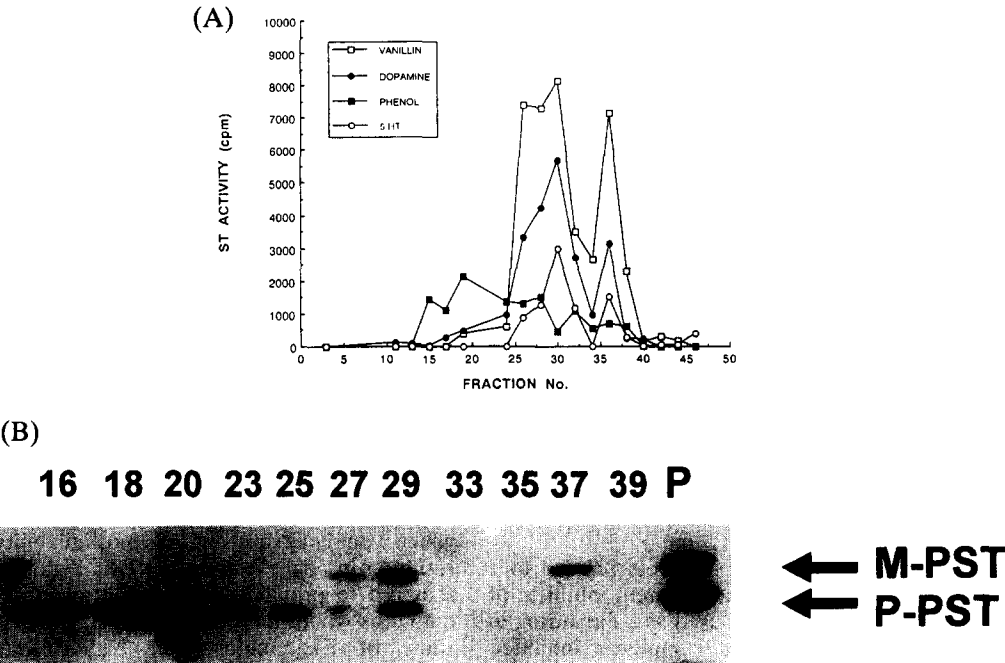 (A)
10000
9000
8000
7000
6000
5000
4000
3000
2000
1000
0
ST ACTIVITY (cpm)
VANILLIN
DOPAMINE
PHENOL
5 HT
0 5 10 15 20 25 30 35 40 45 50
FRACTION No.
(B)
16 18 20 23 25 27 29 33 35 37 39 P
M-PST
P-PST